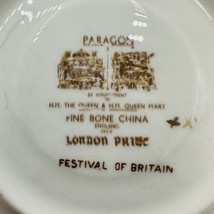 PARAGON
BY APPOINTMENT
TO
H.M. THE QUEEN & H.M. QUEEN MARY
FINE BONE CHINA
ENGLAND
LONDON PRIDE
FESTIVAL OF BRITAIN